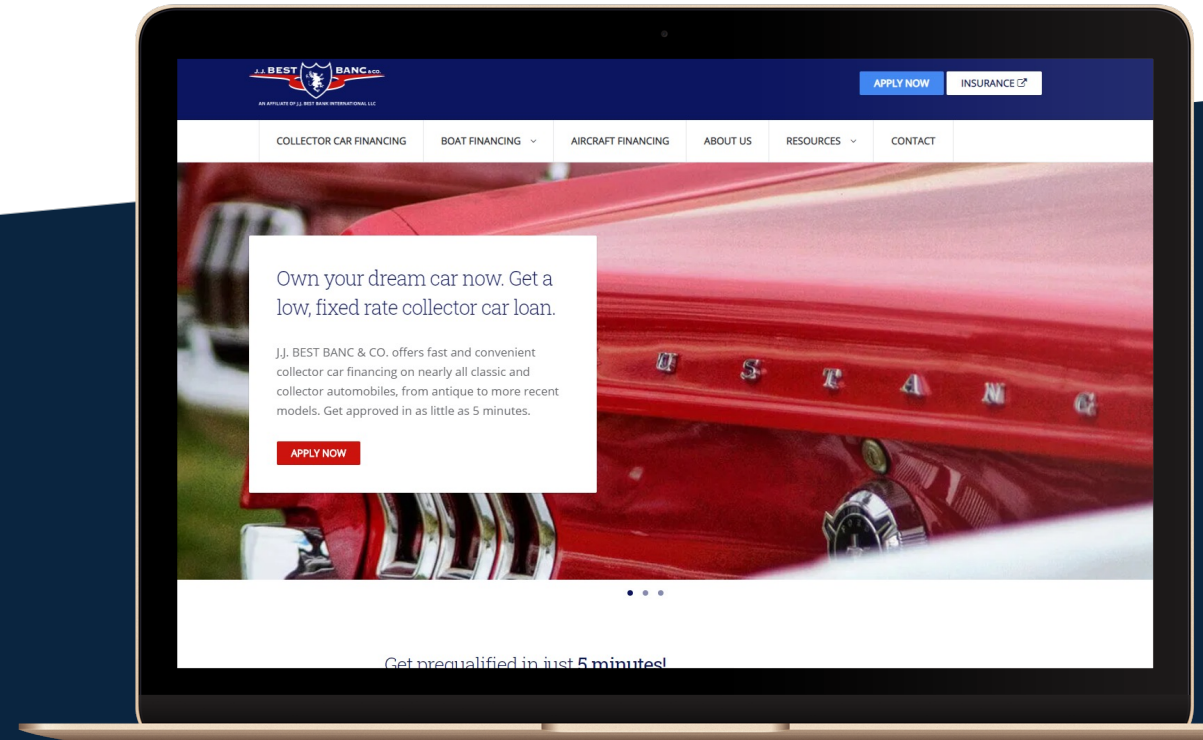 J.J. BEST BANC & CO.
AN AFFILIATE OF J.J. BEST BANK INTERNATIONAL LLC
APPLY NOW
INSURANCE
COLLECTOR CAR FINANCING
BOAT FINANCING
AIRCRAFT FINANCING
ABOUT US
RESOURCES
CONTACT
Own your dream car now. Get a
low, fixed rate collector car loan.
J.J. BEST BANC & CO. offers fast and convenient
collector car financing on nearly all classic and
collector automobiles, from antique to more recent
models. Get approved in as little as 5 minutes.
APPLY NOW
U S T A N G
Get prequalified in just 5 minutes!